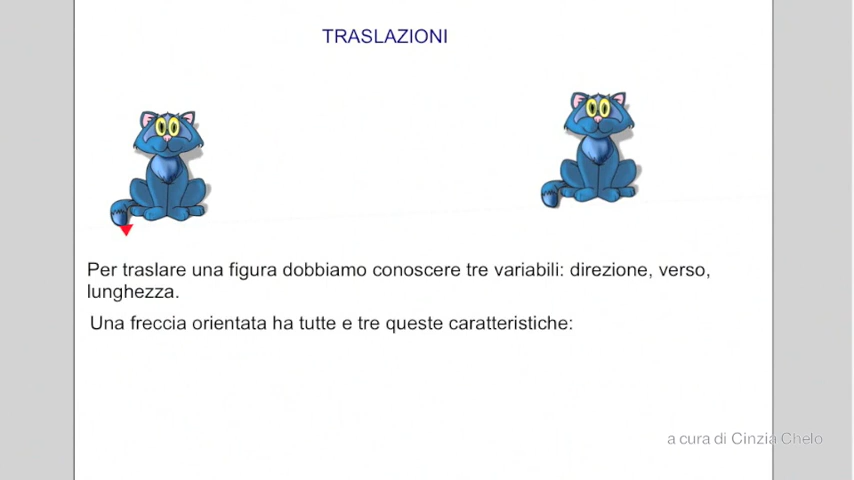 TRASLAZIONI
Per traslare una figura dobbiamo conoscere tre variabili: direzione, verso,
lunghezza.
Una freccia orientata ha tutte e tre queste caratteristiche:
a cura di Cinzia Chelo